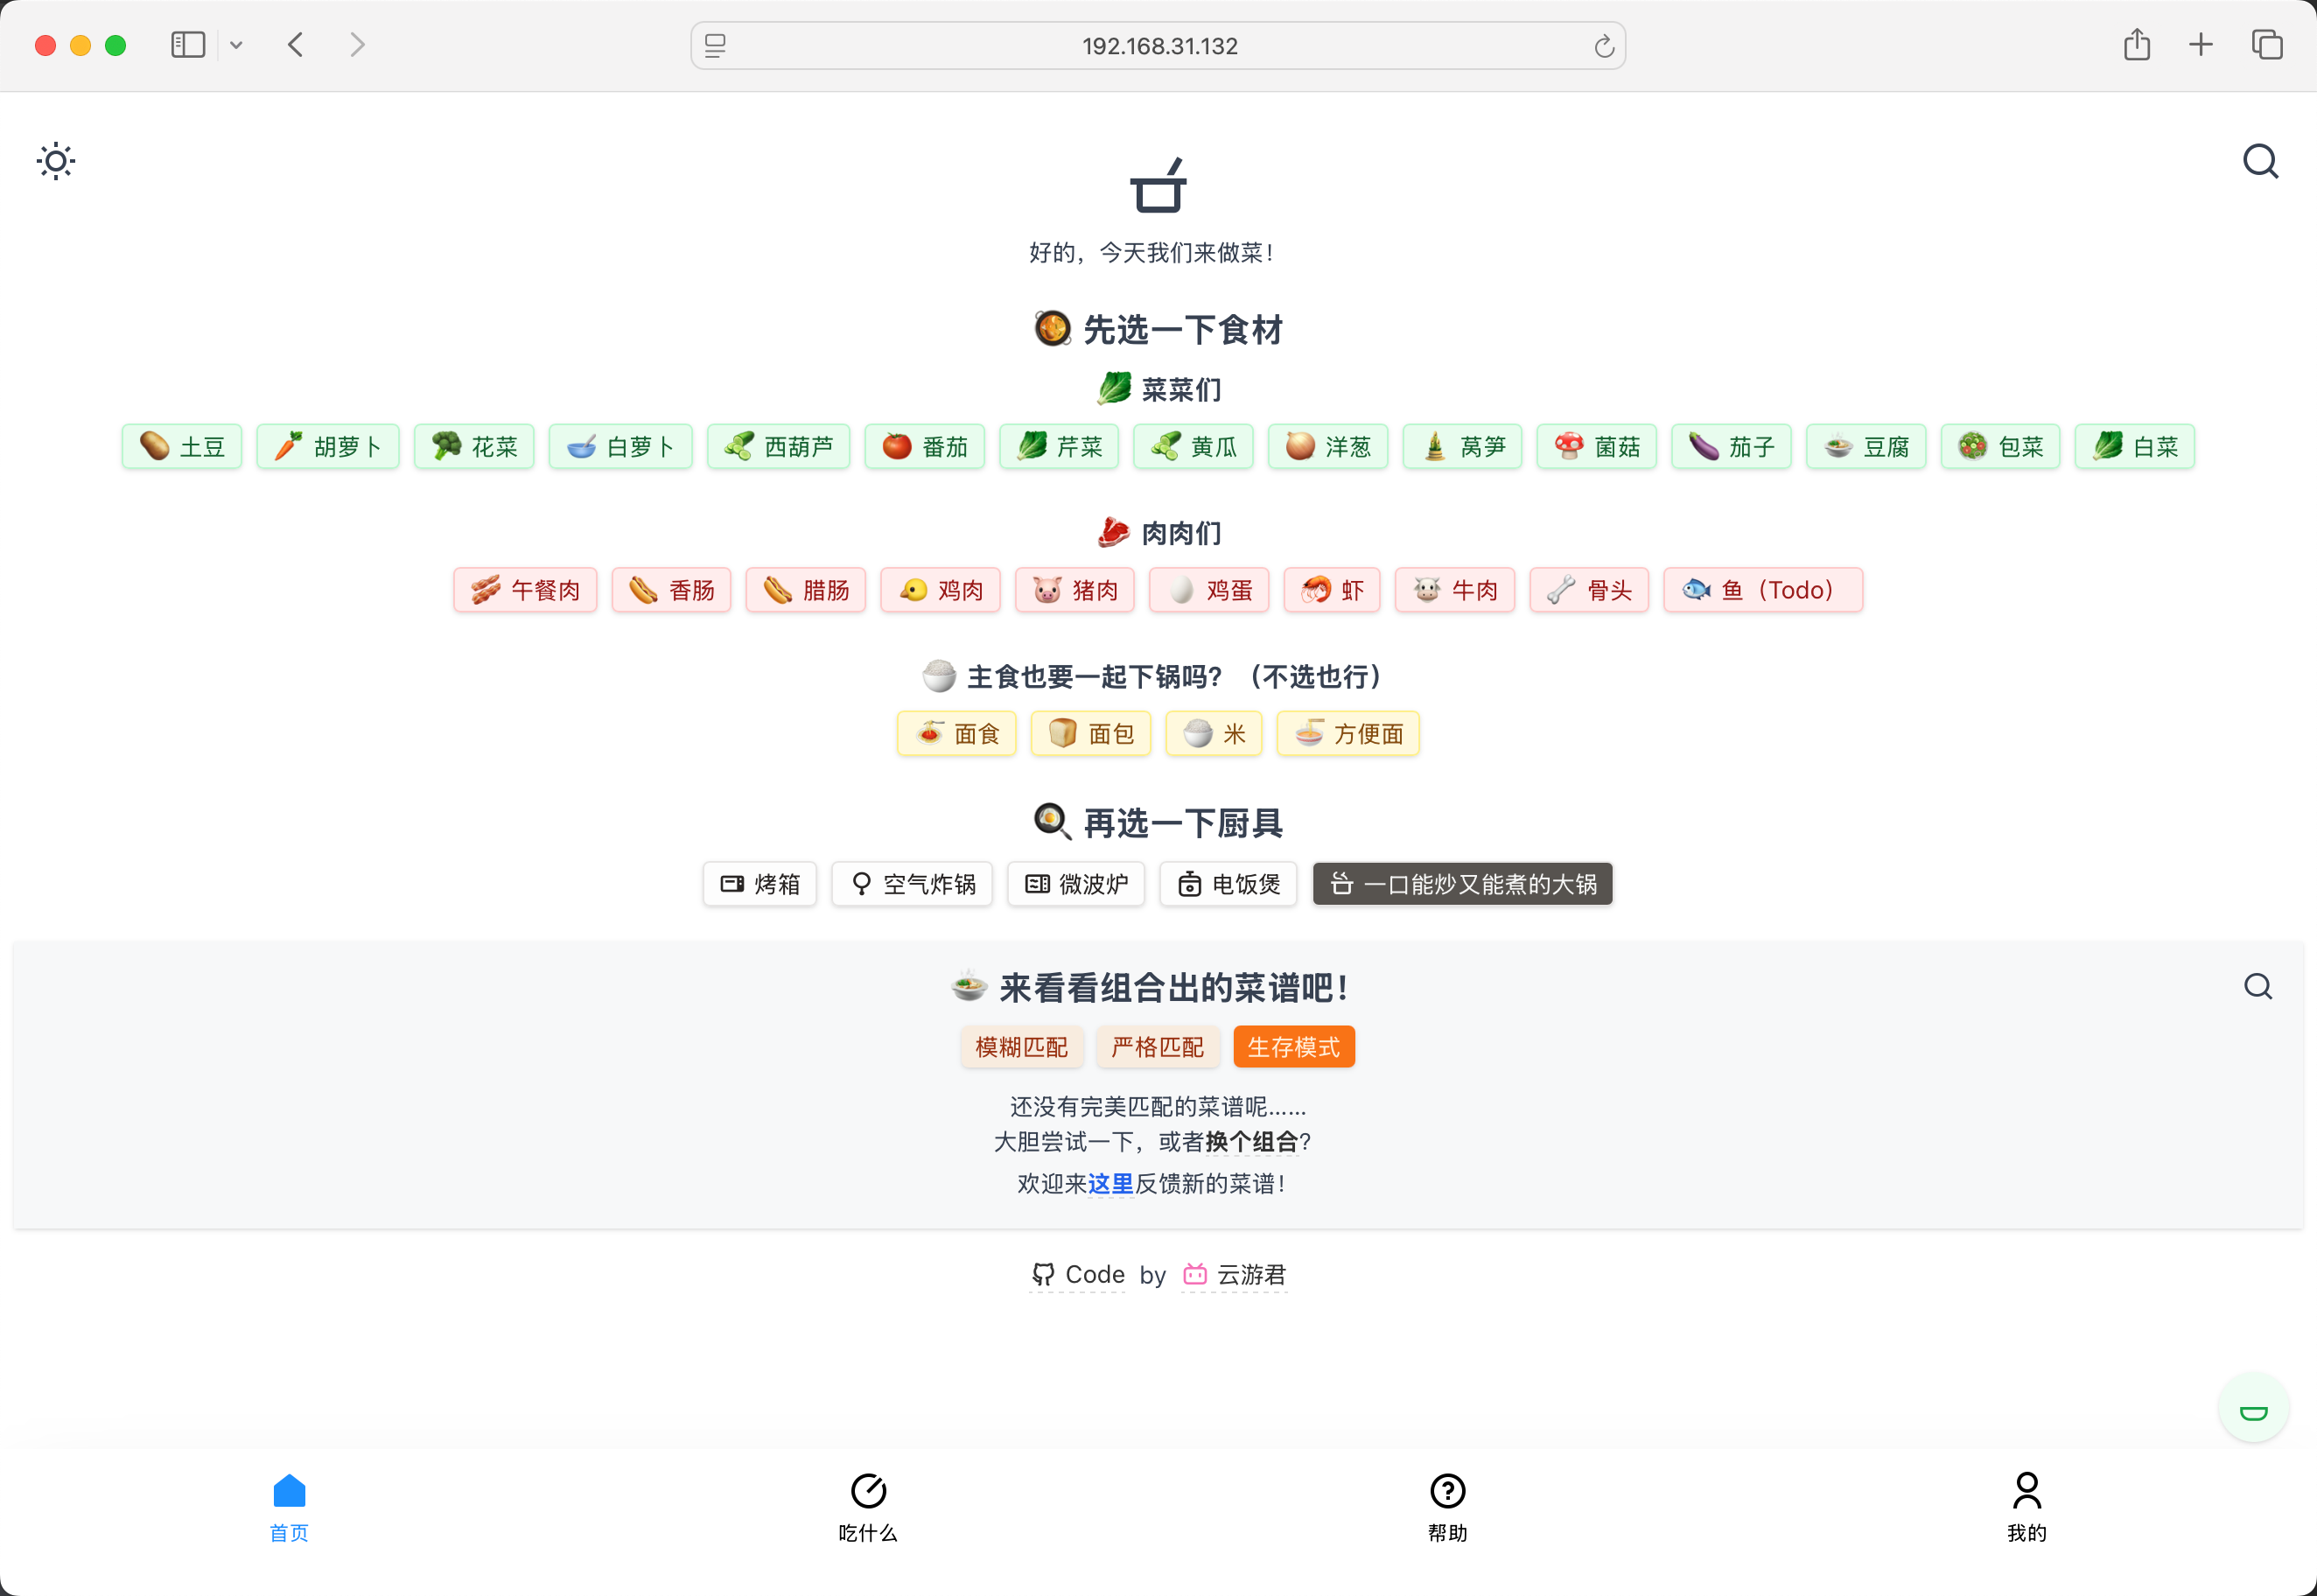 192.168.31.132
好的，今天我们来做菜！
先选一下食材
菜菜们
土豆 胡萝卜 花菜 白萝卜 西葫芦 番茄 芹菜 黄瓜 洋葱 莴笋 菌菇 茄子 豆腐 包菜 白菜
肉肉们
午餐肉 香肠 腊肠 鸡肉 猪肉 鸡蛋 虾 牛肉 骨头 鱼（Todo）
主食也要一起下锅吗？（不选也行）
面食 面包 米 方便面
再选一下厨具
烤箱 空气炸锅 微波炉 电饭煲 一口能炒又能煮的大锅
来看看组合出的菜谱吧！
模糊匹配 严格匹配 生存模式
还没有完美匹配的菜谱呢……
大胆尝试一下，或者换个组合？
欢迎来这里反馈新的菜谱！
Code by 云游君
首页 吃什么 帮助 我的